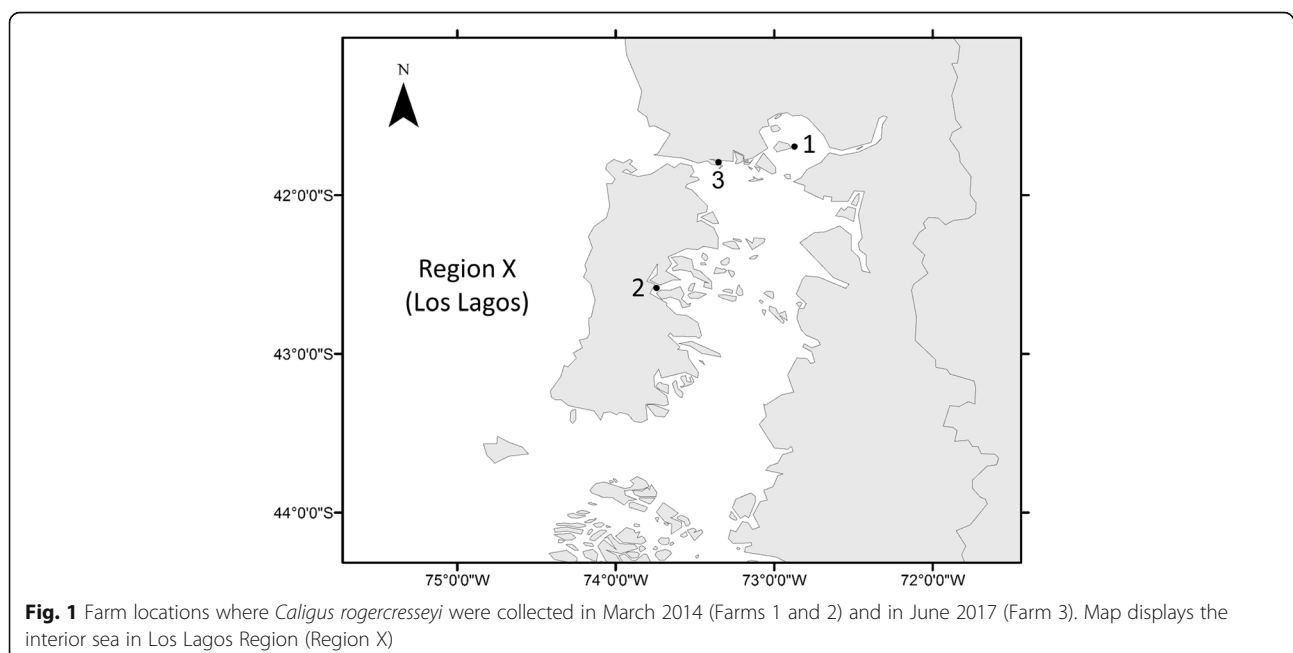 N
1
3
42°0'0"S
Region X
(Los Lagos)
2
43°0'0"S
44°0'0"S
75°0'0"W 74°0'0"W 73°0'0"W 72°0'0"W
Fig. 1 Farm locations where Caligus rogercresseyi were collected in March 2014 (Farms 1 and 2) and in June 2017 (Farm 3). Map displays the
interior sea in Los Lagos Region (Region X)